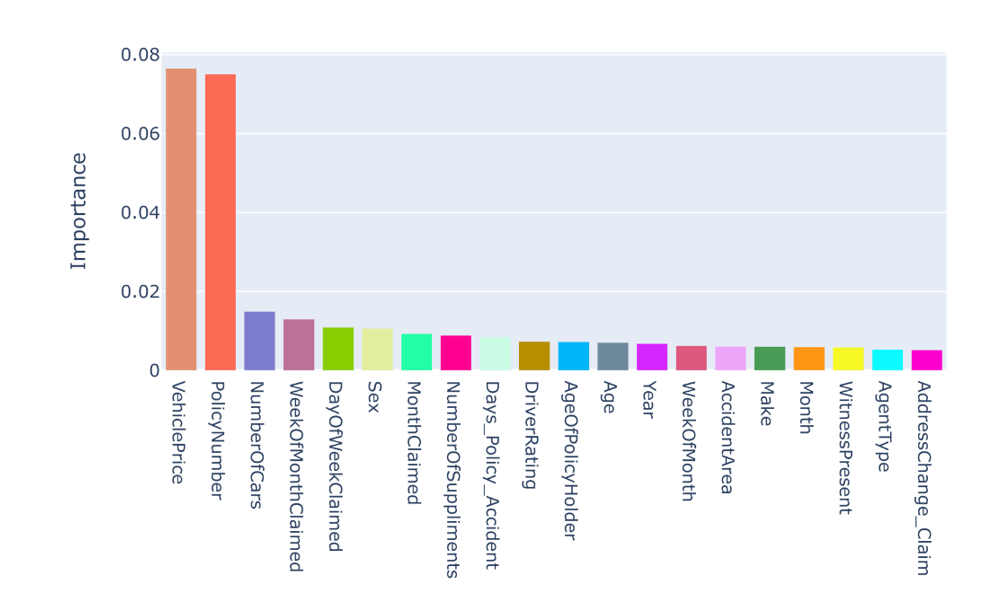 0.08
0.06
0.04
0.02
0
Importance
VehiclePrice
PolicyNumber
NumberOfCars
WeekOfMonthClaimed
DayOfWeekClaimed
Sex
MonthClaimed
NumberOfSuppliments
Days_Policy_Accident
DriverRating
AgeOfPolicyHolder
Age
Year
WeekOfMonth
AccidentArea
Make
Month
WitnessPresent
AgentType
AddressChange_Claim